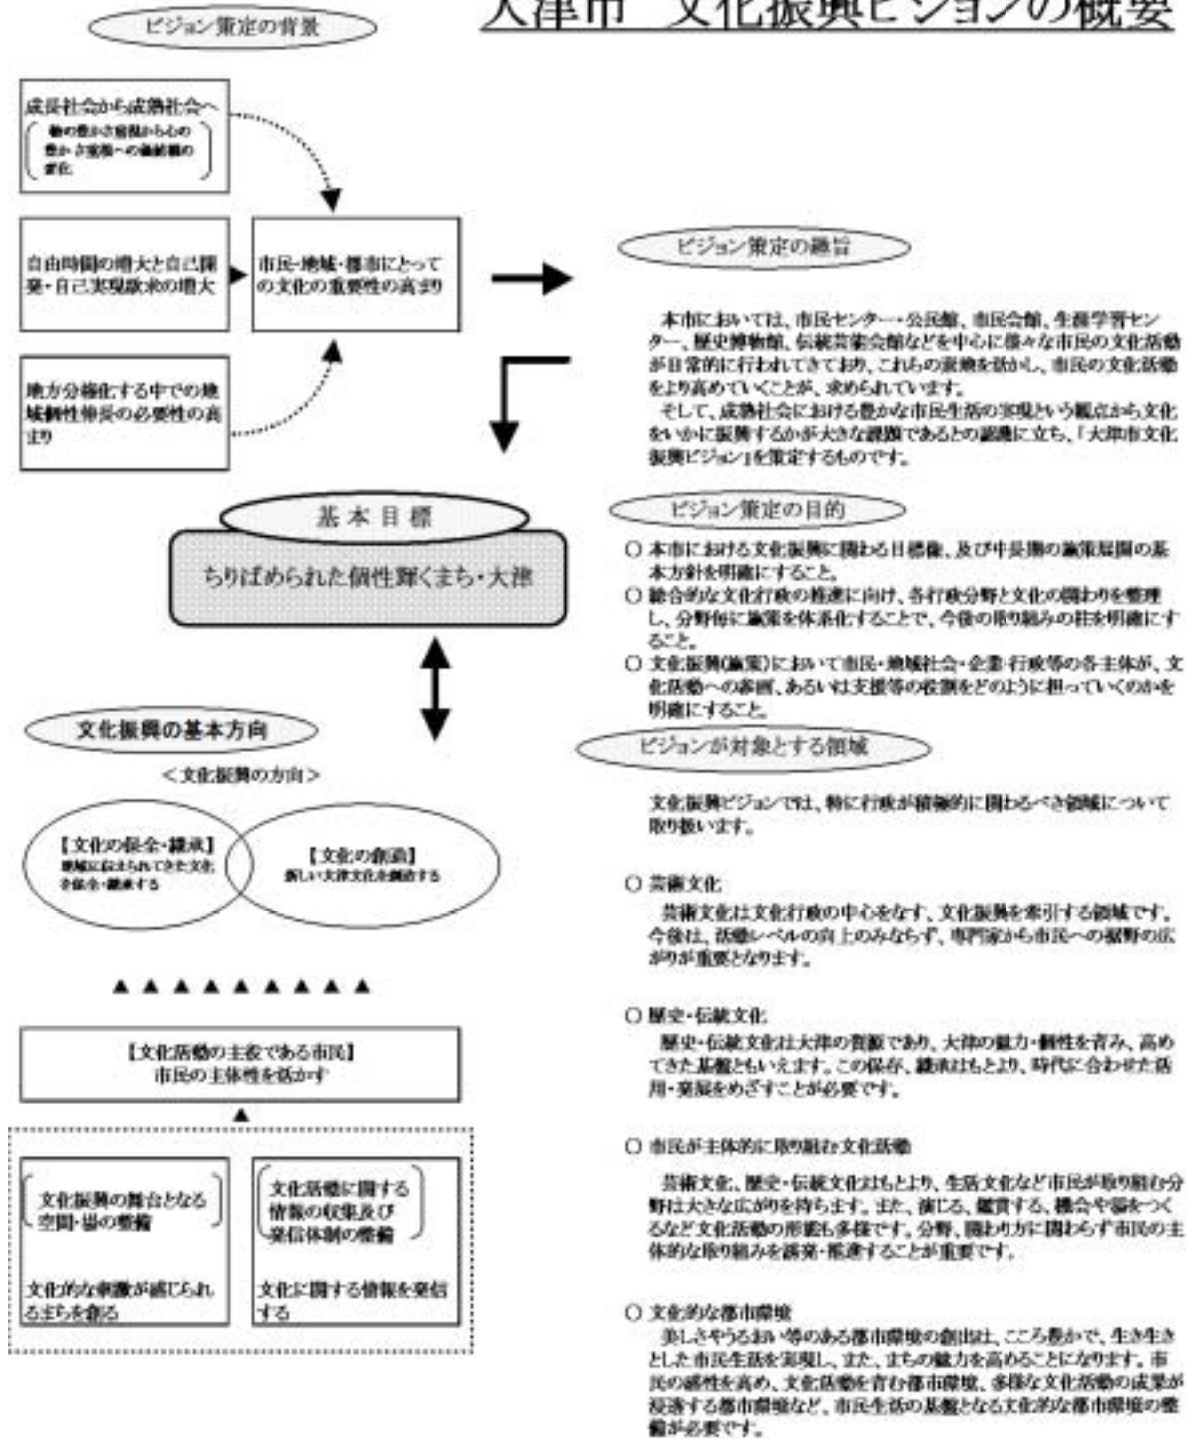 大津市 文化振興ビジョンの概要
ビジョン策定の背景
成長社会から成熟社会へ
物の豊かさ重視から心の
豊かさ重視への価値観の
変化
自由時間の増大と自己開
発・自己実現欲求の増大
地方分権化する中での地
域個性伸長の必要性の高
まり
市民・地域・都市にとって
の文化の重要性の高まり
基本目標
ちりばめられた個性輝くまち・大津
文化振興の基本方向
＜文化振興の方向＞
【文化の保全・継承】
地域に伝えられてきた文化
を保全・継承する
【文化の創造】
新しい大津文化を創造する
【文化活動の主役である市民】
市民の主体性を活かす
文化振興の舞台となる
空間・場の整備
文化的な刺激が感じられ
るまちを創る
文化活動に関する
情報の収集及び
発信体制の整備
文化に関する情報を発信
する
ビジョン策定の趣旨
本市においては、市民センター・公民館、市民会館、生涯学習セン
ター、歴史博物館、伝統芸能会館などを中心に様々な市民の文化活動
が日常的に行われてきており、これらの素地を活かし、市民の文化活動
をより高めていくことが、求められています。
そして、成熟社会における豊かな市民生活の実現という観点から文化
をいかに振興するかが大きな課題であるとの認識に立ち、「大津市文化
振興ビジョン」を策定するものです。
ビジョン策定の目的
○ 本市における文化振興に関わる目標像、及び中長期の施策展開の基
本方針を明確にすること。
○ 総合的な文化行政の推進に向け、各行政分野と文化の関わりを整理
し、分野毎に施策を体系化することで、今後の取り組みの柱を明確にす
ること。
○ 文化振興(施策)において市民・地域社会・企業・行政等の各主体が、文
化活動への参画、あるいは支援等の役割をどのように担っていくのかを
明確にすること。
ビジョンが対象とする領域
文化振興ビジョンでは、特に行政が積極的に関わるべき領域について
取り扱います。
○ 芸術文化
芸術文化は文化行政の中心をなす、文化振興を牽引する領域です。
今後は、活動レベルの向上のみならず、専門家から市民への裾野の広
がりが重要となります。
○ 歴史・伝統文化
歴史・伝統文化は大津の資源であり、大津の魅力・個性を育み、高め
てきた基盤ともいえます。この保存、継承はもとより、時代に合わせた活
用・発展をめざすことが必要です。
○ 市民が主体的に取り組む文化活動
芸術文化、歴史・伝統文化はもとより、生活文化など市民が取り組む分
野は大きな広がりを持ちます。また、演じる、鑑賞する、機会や場をつく
るなど文化活動の形態も多様です。分野、関わり方に関わらず市民の主
体的な取り組みを誘発・推進することが重要です。
○ 文化的な都市環境
美しさやうるおい等のある都市環境の創出は、こころ豊かで、生き生き
とした市民生活を実現し、また、まちの魅力を高めることになります。市
民の感性を高め、文化活動を育む都市環境、多様な文化活動の成果が
浸透する都市環境など、市民生活の基盤となる文化的な都市環境の整
備が必要です。